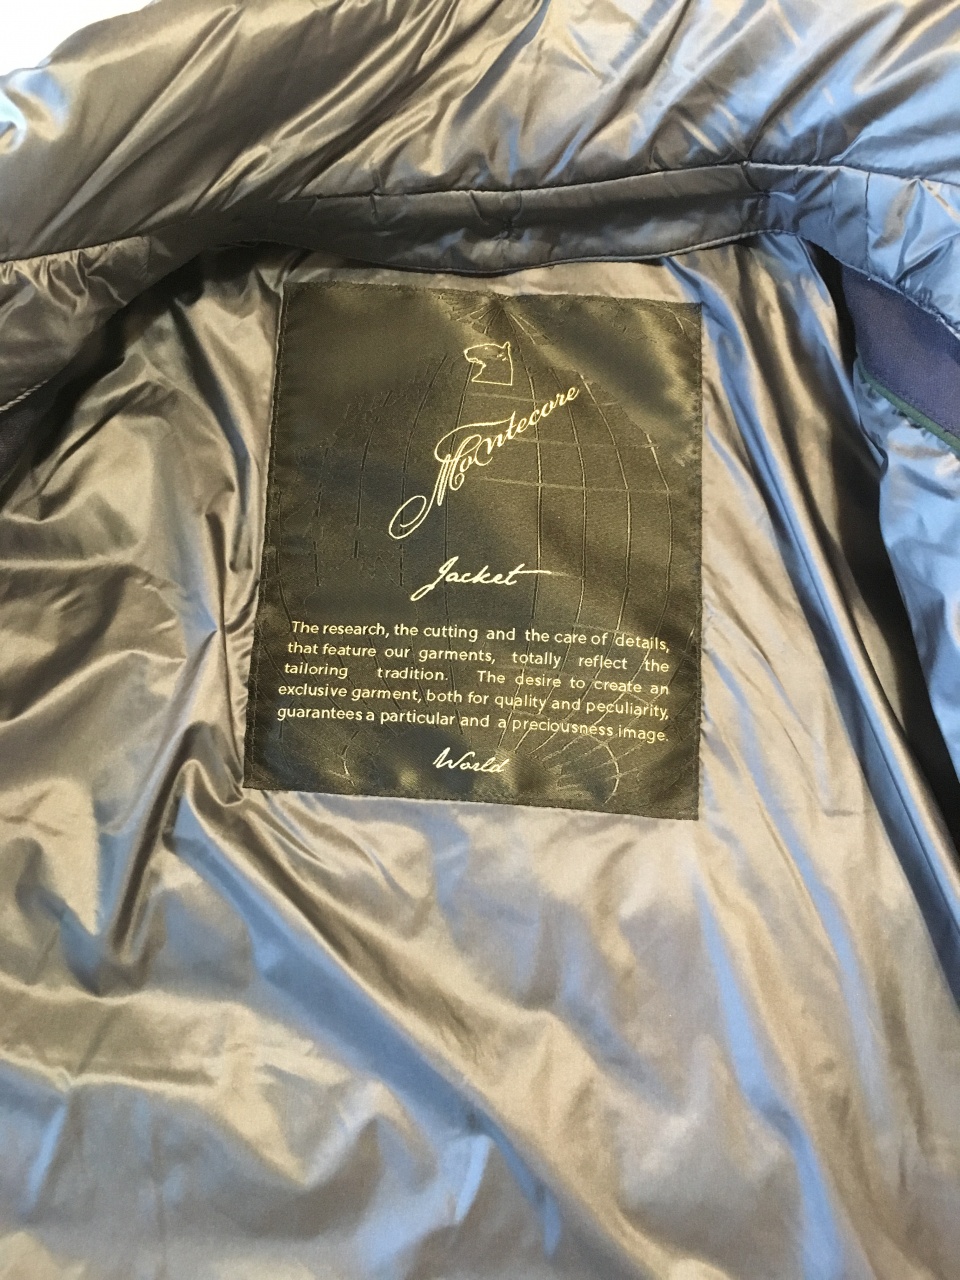 Montecore
Jacket
The research, the cutting and the care of details,
that feature our garments, totally reflect the
tailoring tradition. The desire to create an
exclusive garment, both for quality and peculiarity,
guarantees a particular and a preciousness image.
World